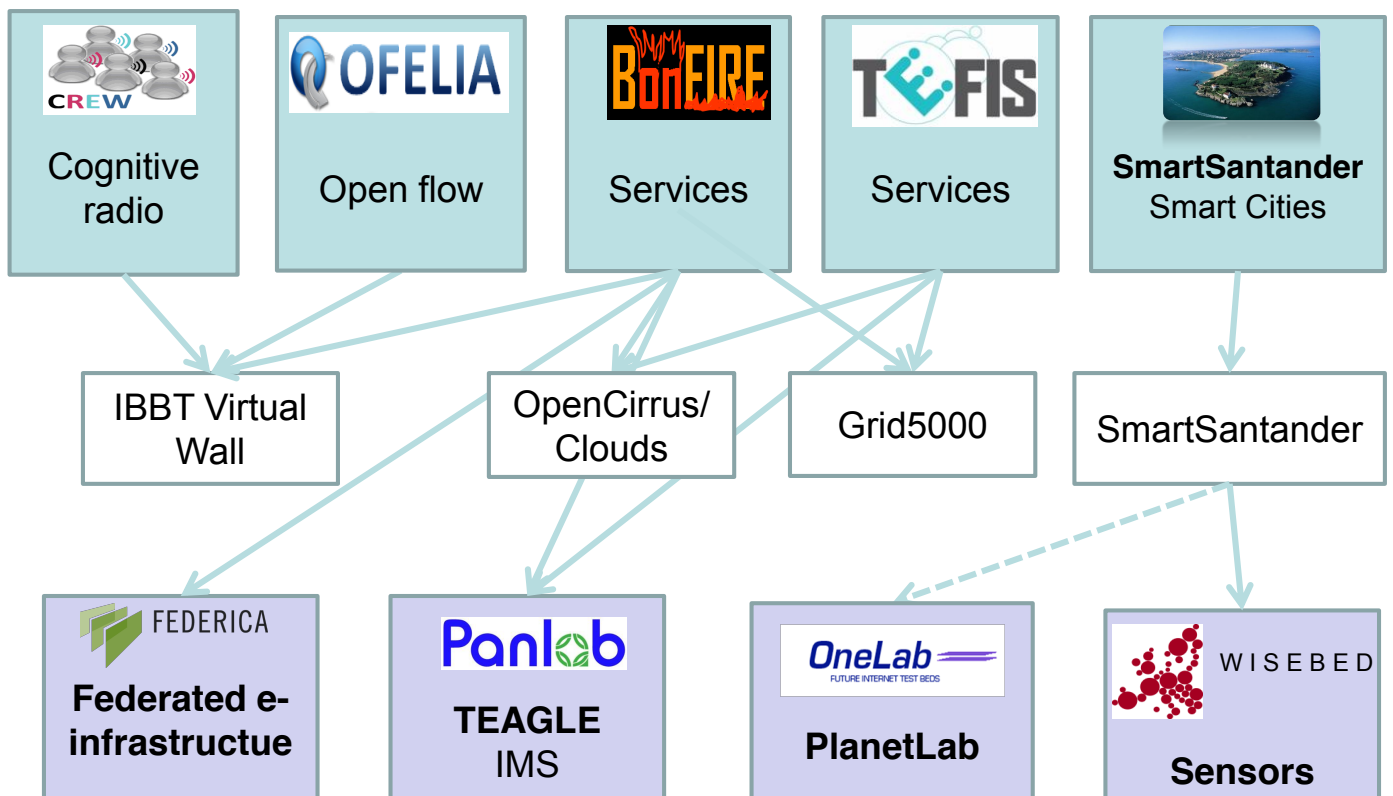 CREW
Cognitive
radio
OFELIA
Open flow
BonFIRE
Services
TEFIS
Services
SmartSantander
Smart Cities
IBBT Virtual
Wall
OpenCirrus/
Clouds
Grid5000
SmartSantander
FEDERICA
Federated e-
infrastructue
Panlab
TEAGLE
IMS
OneLab
FUTURE INTERNET TEST BEDS
PlanetLab
WISEBED
Sensors